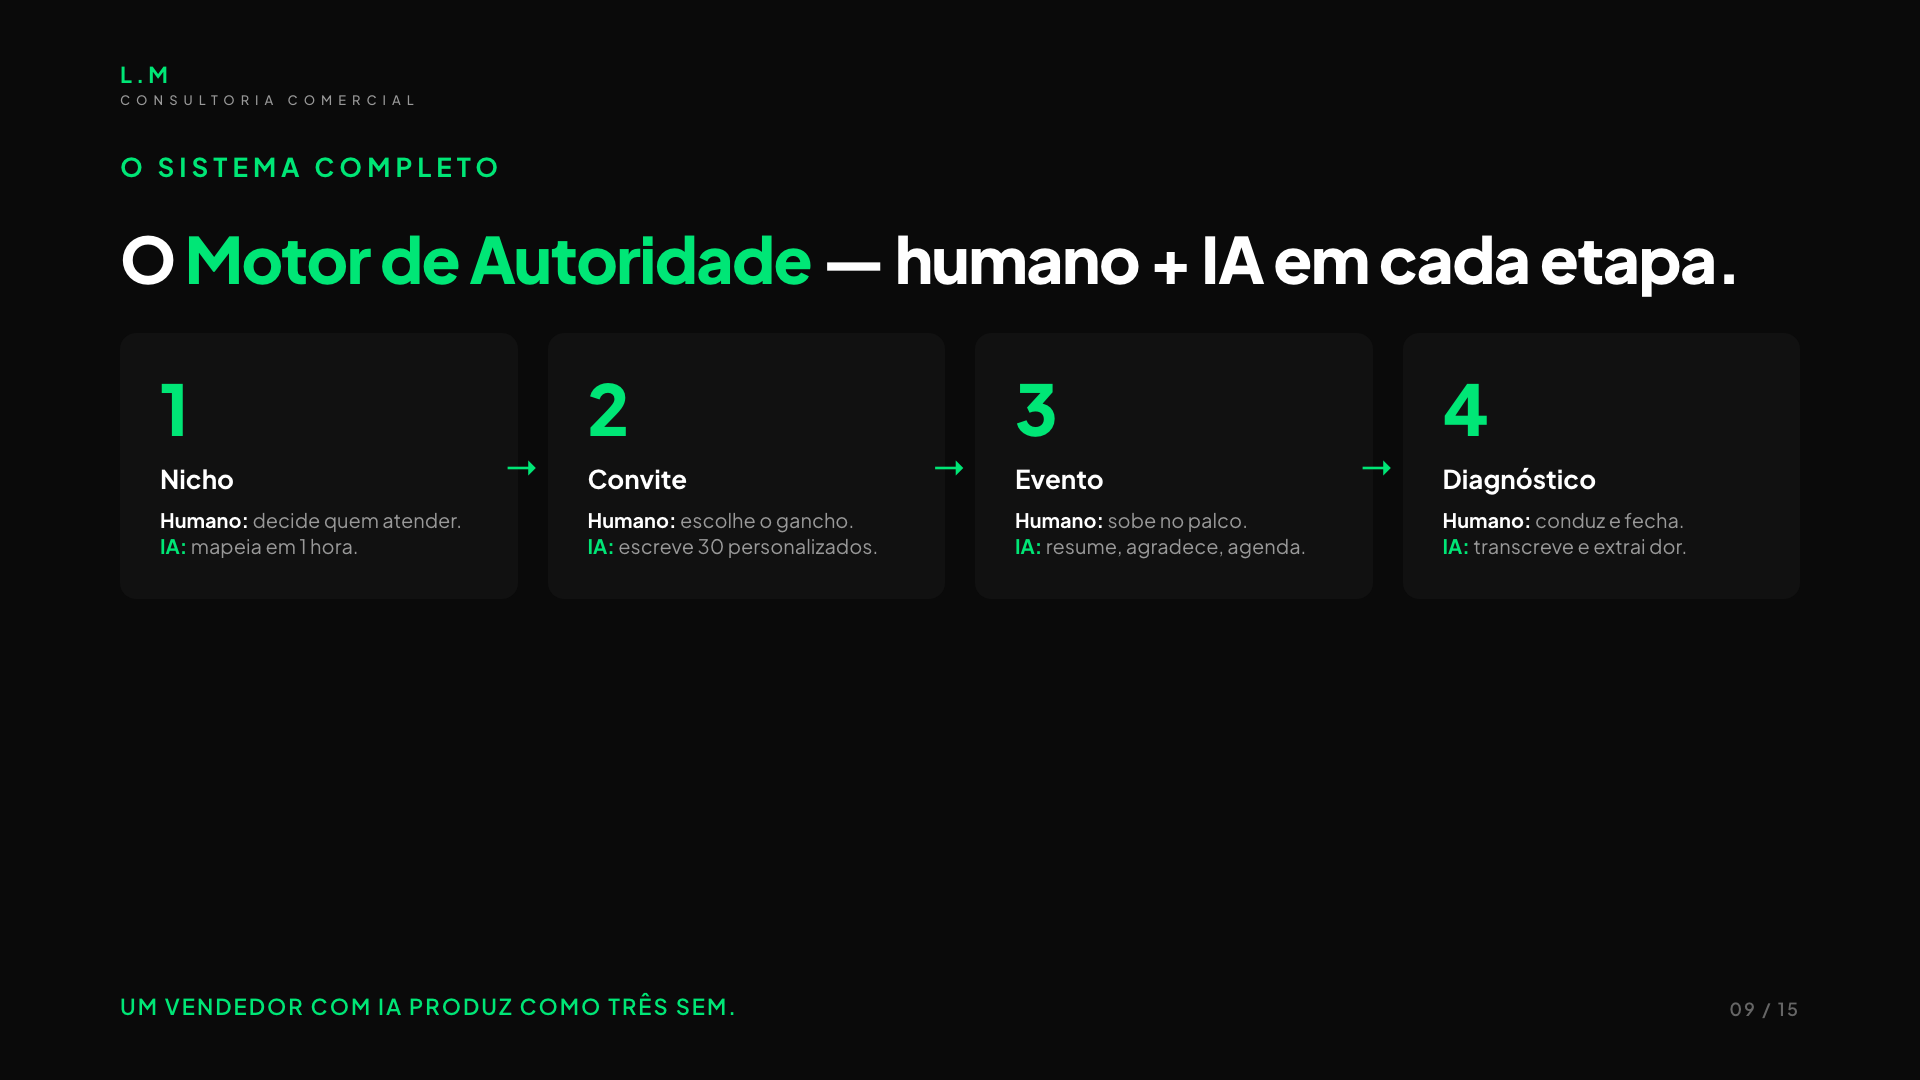 L.M
CONSULTORIA COMERCIAL
O SISTEMA COMPLETO
O Motor de Autoridade — humano + IA em cada etapa.
1
Nicho
Humano: decide quem atender.
IA: mapeia em 1 hora.
→
2
Convite
Humano: escolhe o gancho.
IA: escreve 30 personalizados.
→
3
Evento
Humano: sobe no palco.
IA: resume, agradece, agenda.
→
4
Diagnóstico
Humano: conduz e fecha.
IA: transcreve e extrai dor.
UM VENDEDOR COM IA PRODUZ COMO TRÊS SEM.
09 / 15